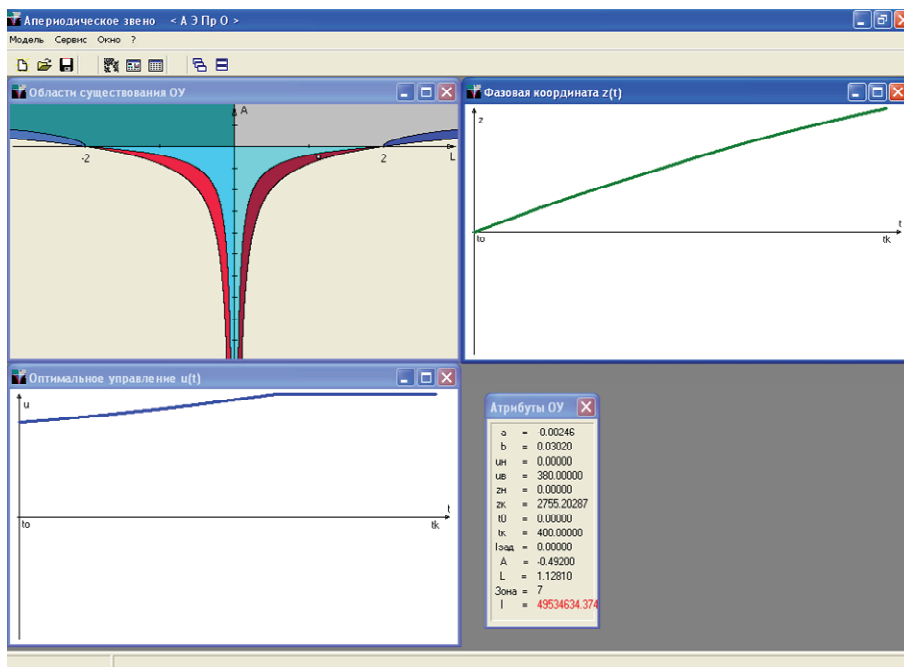 Апериодическое звено < А Э Пр О >
Модель Сервис Окно ?
Области существования ОУ
A
-2
2
L
Фазовая координата z(t)
z
t
to
tk
Оптимальное управление u(t)
u
t
to
tk
Атрибуты ОУ
a = -0.00246
b = 0.03020
uн = 0.00000
uв = 380.00000
zн = 0.00000
zк = 2755.20287
t0 = 0.00000
tк = 400.00000
Iзад = 0.00000
A = -0.49200
L = 1.12810
Зона = 7
I = 49534634.374